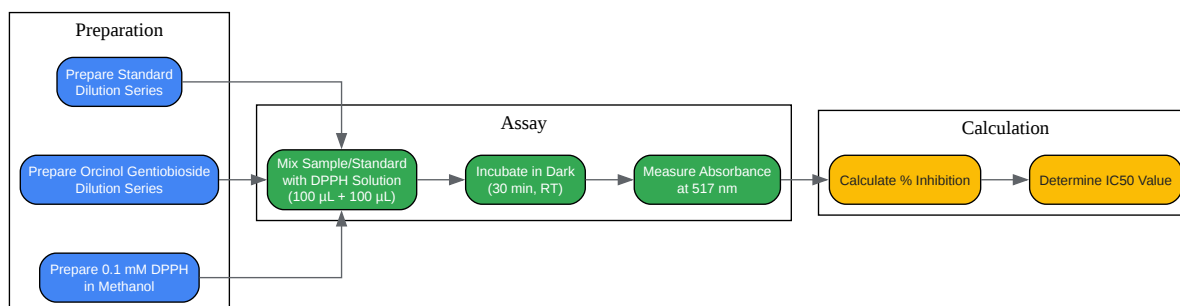 Preparation
Prepare Standard
Dilution Series
Prepare Orcinol Gentiobioside
Dilution Series
Prepare 0.1 mM DPPH
in Methanol
Assay
Mix Sample/Standard
with DPPH Solution
(100 µL + 100 µL)
Incubate in Dark
(30 min, RT)
Measure Absorbance
at 517 nm
Calculation
Calculate % Inhibition
Determine IC50 Value